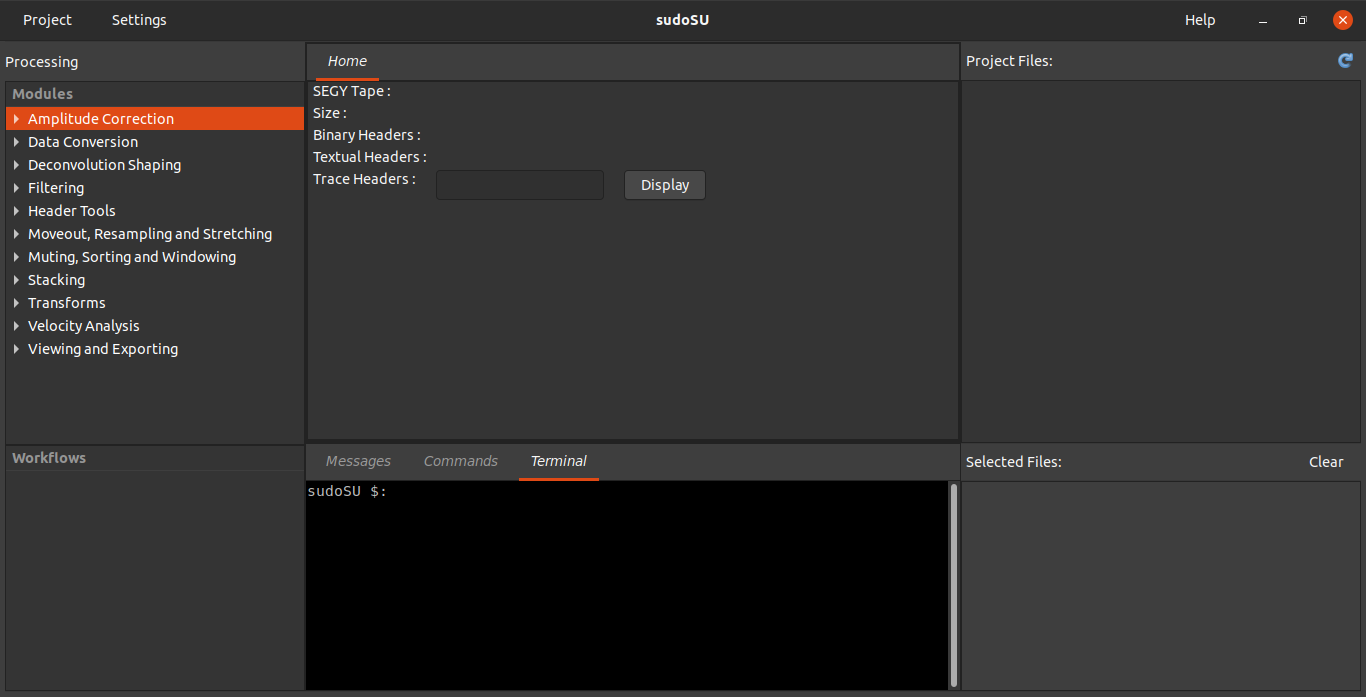 Project Settings sudoSU Help
Processing
Modules
Amplitude Correction
Data Conversion
Deconvolution Shaping
Filtering
Header Tools
Moveout, Resampling and Stretching
Muting, Sorting and Windowing
Stacking
Transforms
Velocity Analysis
Viewing and Exporting
Workflows
Home
SEGY Tape :
Size :
Binary Headers :
Textual Headers :
Trace Headers : Display
Messages Commands Terminal
sudoSU $:
Project Files:
Selected Files: Clear